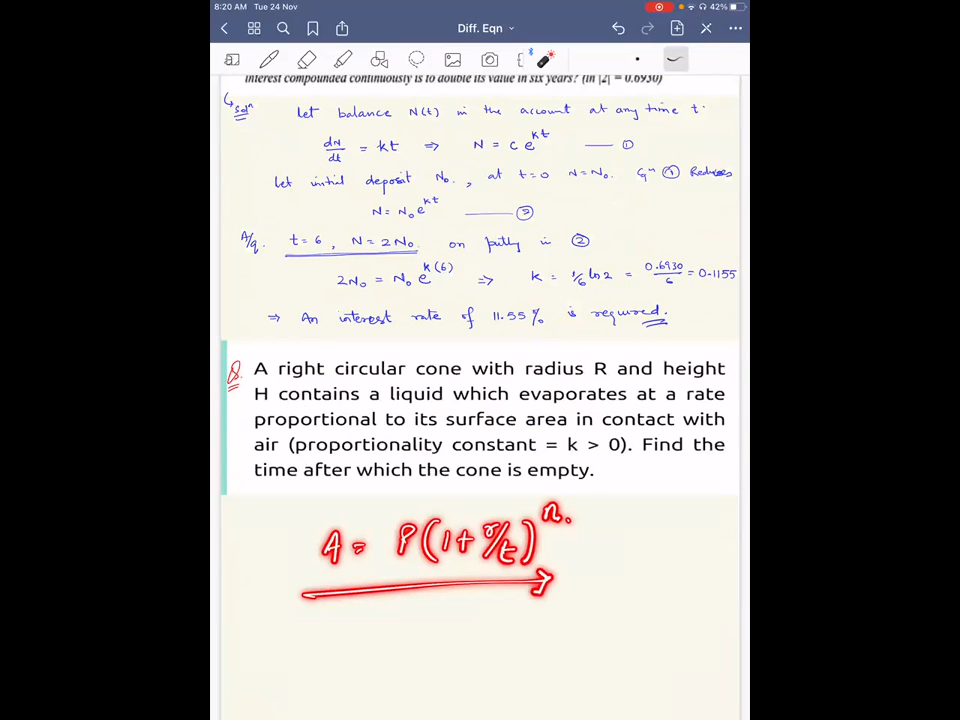 8:20 AM Tue 24 Nov
42%
Diff. Eqn
interest compounded continuously is to double its value in six years? (ln |2| = 0.6930)
Soln Let balance N(t) in the account at any time t.
dN/dt = kt ⇒ N = c e^{kt} —— ①
Let initial deposit N₀, at t=0 N=N₀. Eqn ① Reduces
N = N₀ e^{kt} —— ②
A/q. t=6, N=2N₀. on putting in ②
2N₀ = N₀ e^{k(6)} ⇒ k = 1/6 ln 2 = 0.6930/6 = 0.1155
⇒ An interest rate of 11.55% is required.
Q. A right circular cone with radius R and height
H contains a liquid which evaporates at a rate
proportional to its surface area in contact with
air (proportionality constant = k > 0). Find the
time after which the cone is empty.
A = P(1+r/t)^n.